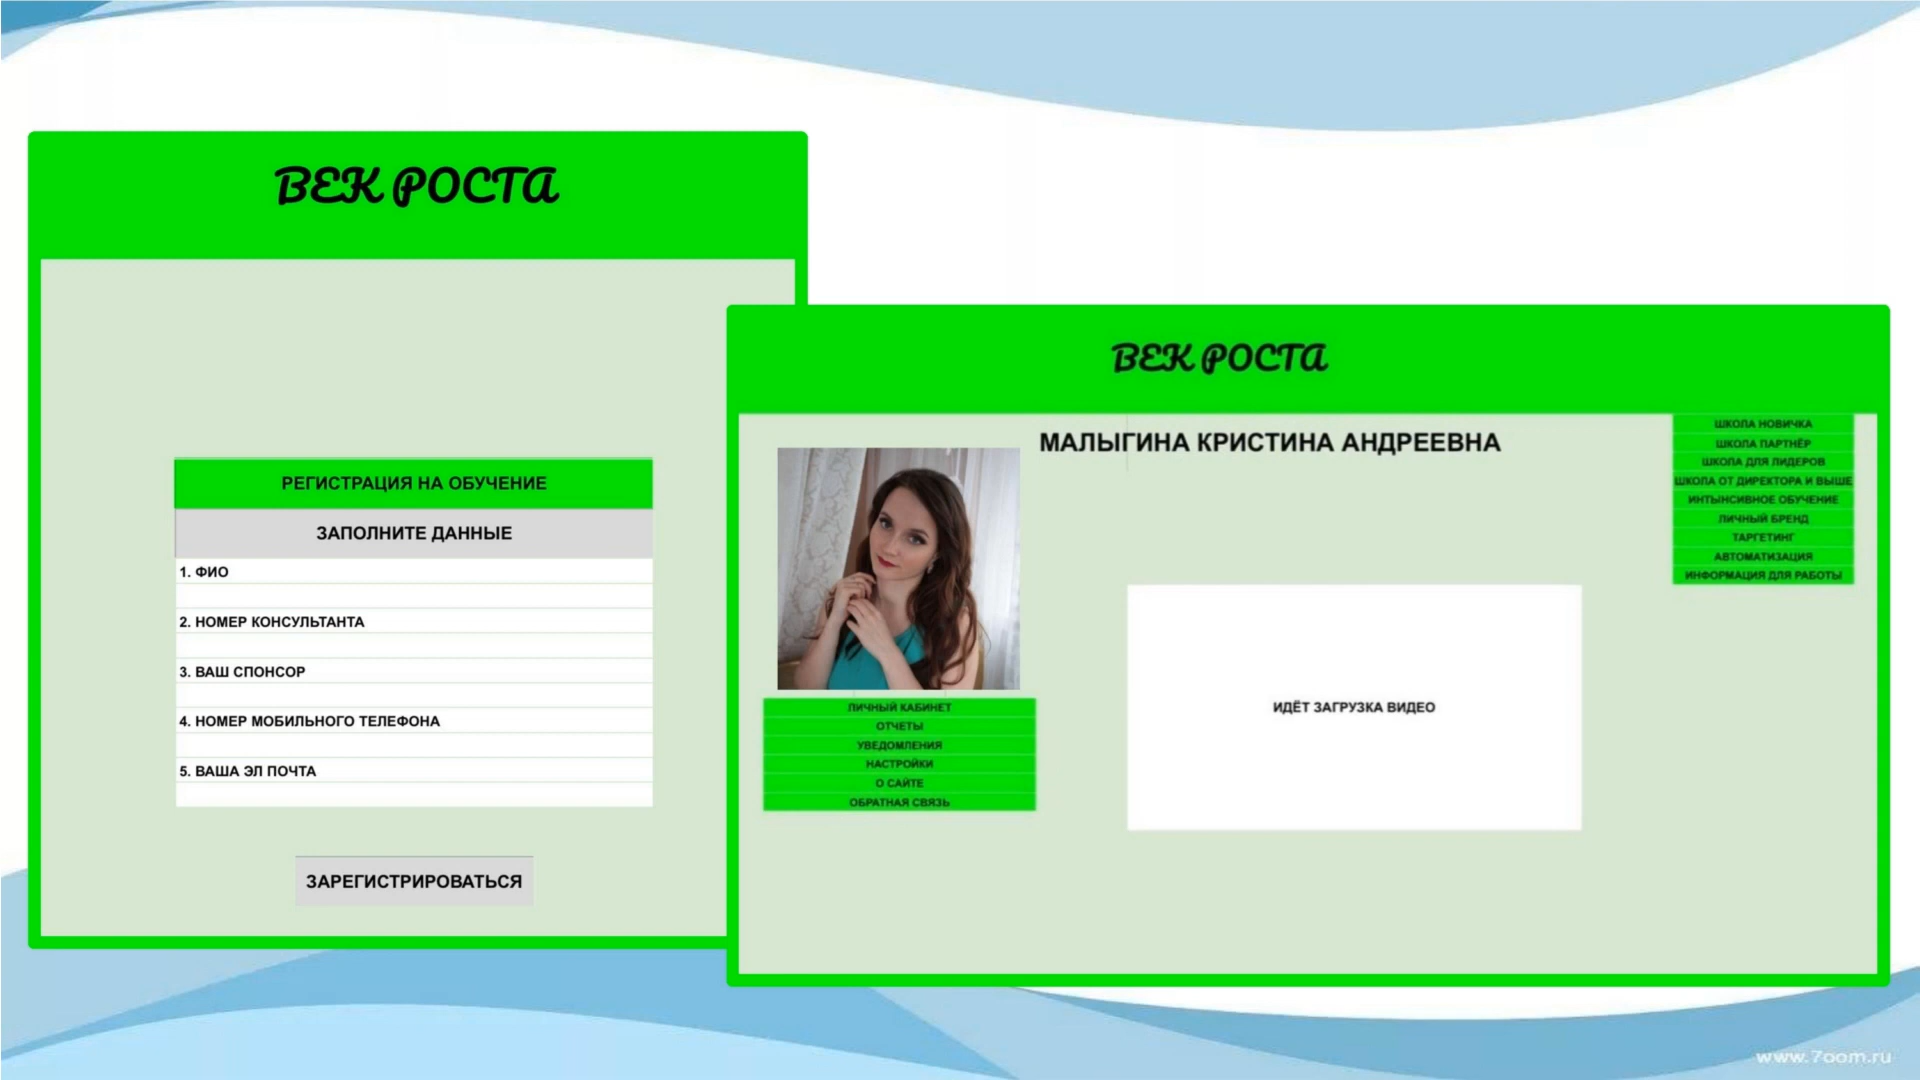 ВЕК РОСТА
РЕГИСТРАЦИЯ НА ОБУЧЕНИЕ
ЗАПОЛНИТЕ ДАННЫЕ
1. ФИО
2. НОМЕР КОНСУЛЬТАНТА
3. ВАШ СПОНСОР
4. НОМЕР МОБИЛЬНОГО ТЕЛЕФОНА
5. ВАША ЭЛ ПОЧТА
ЗАРЕГИСТРИРОВАТЬСЯ
ВЕК РОСТА
МАЛЫГИНА КРИСТИНА АНДРЕЕВНА
ЛИЧНЫЙ КАБИНЕТ
ОТЧЕТЫ
УВЕДОМЛЕНИЯ
НАСТРОЙКИ
О САЙТЕ
ОБРАТНАЯ СВЯЗЬ
ИДЁТ ЗАГРУЗКА ВИДЕО
ШКОЛА НОВИЧКА
ШКОЛА ПАРТНЁР
ШКОЛА ДЛЯ ЛИДЕРОВ
ШКОЛА ОТ ДИРЕКТОРА И ВЫШЕ
ИНТЫНСИВНОЕ ОБУЧЕНИЕ
ЛИЧНЫЙ БРЕНД
ТАРГЕТИНГ
АВТОМАТИЗАЦИЯ
ИНФОРМАЦИЯ ДЛЯ РАБОТЫ
www.7oom.ru